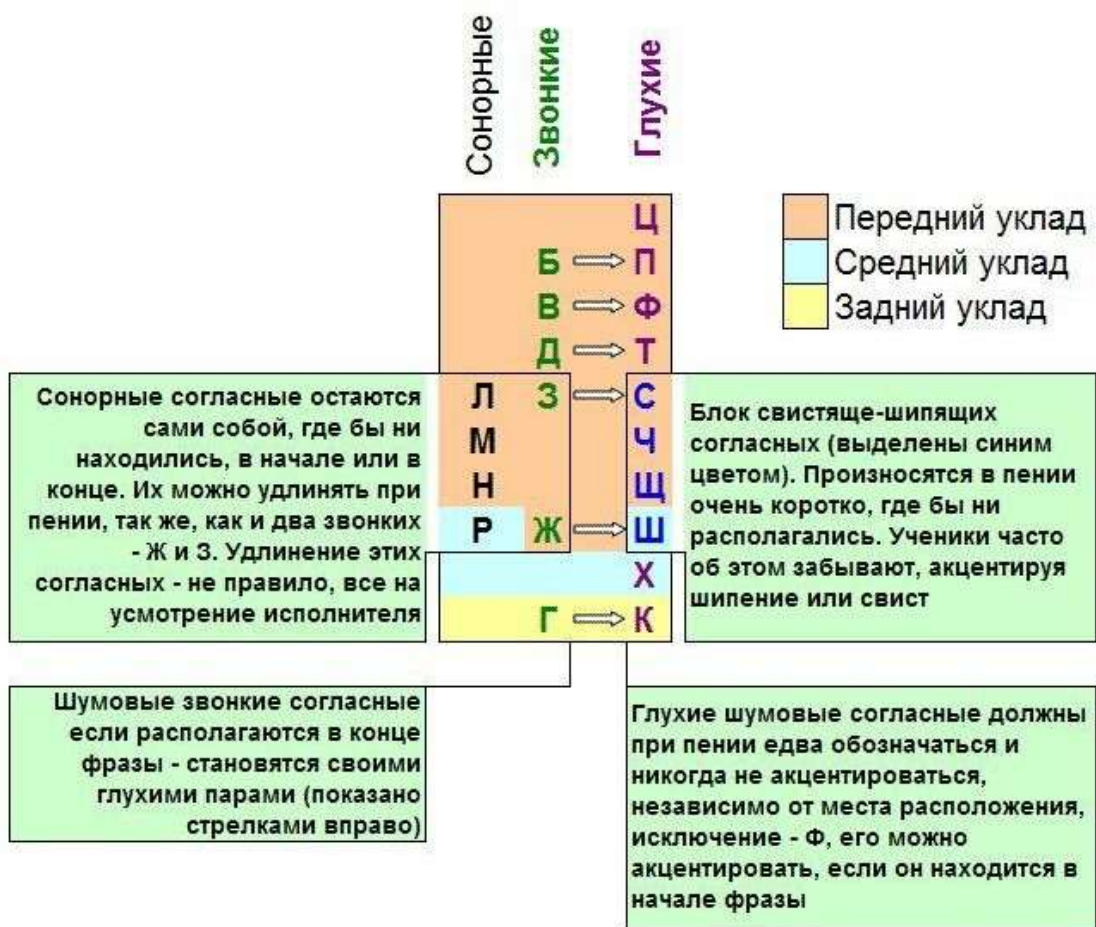 Сонорные
Звонкие
Глухие
Ц
Б П
В Ф
Д Т
Л З С
М Ч
Н Щ
Р Ж Ш
Х
Г К
Передний уклад
Средний уклад
Задний уклад
Сонорные согласные остаются
сами собой, где бы ни
находились, в начале или в
конце. Их можно удлинять при
пении, так же, как и два звонких
- Ж и З. Удлинение этих
согласных - не правило, все на
усмотрение исполнителя
Блок свистяще-шипящих
согласных (выделены синим
цветом). Произносятся в пении
очень коротко, где бы ни
располагались. Ученики часто
об этом забывают, акцентируя
шипение или свист
Шумовые звонкие согласные
если располагаются в конце
фразы - становятся своими
глухими парами (показано
стрелками вправо)
Глухие шумовые согласные должны
при пении едва обозначаться и
никогда не акцентироваться,
независимо от места расположения,
исключение - Ф, его можно
акцентировать, если он находится в
начале фразы